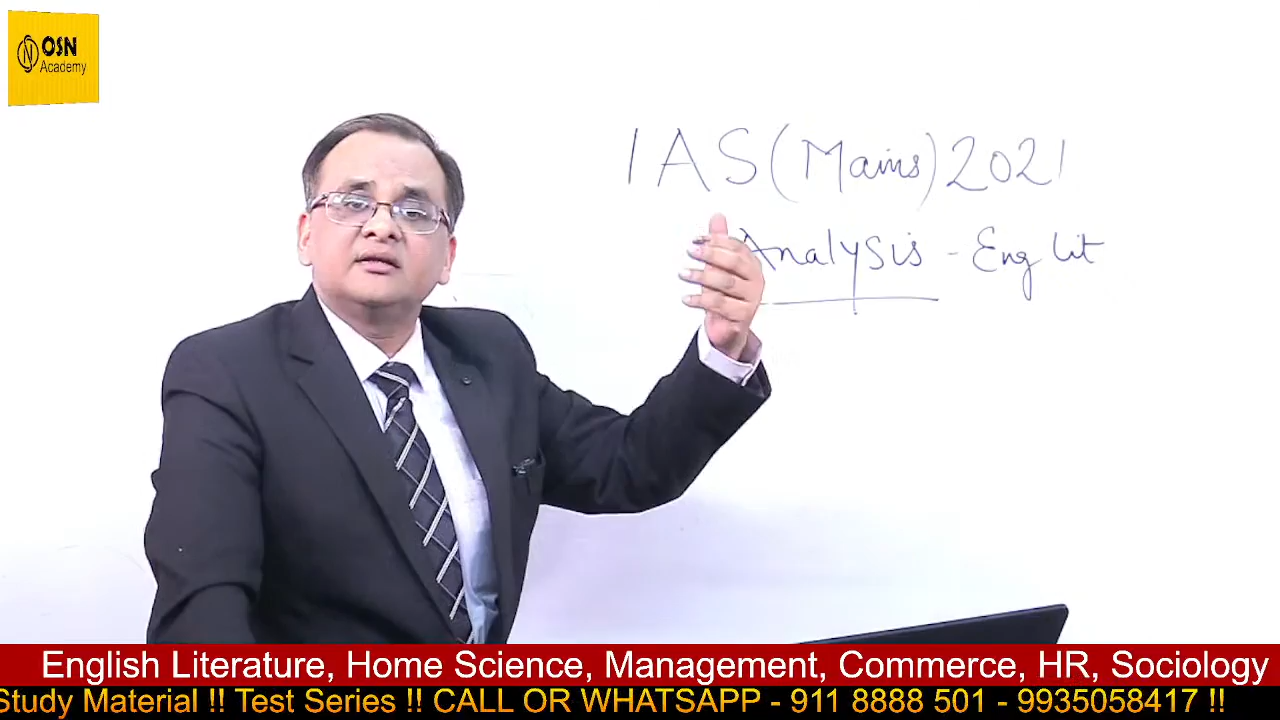 OSN
Academy
IAS (Mains) 2021
Analysis - Eng Lit
English Literature, Home Science, Management, Commerce, HR, Sociology
Study Material !! Test Series !! CALL OR WHATSAPP - 911 8888 501 - 9935058417 !!